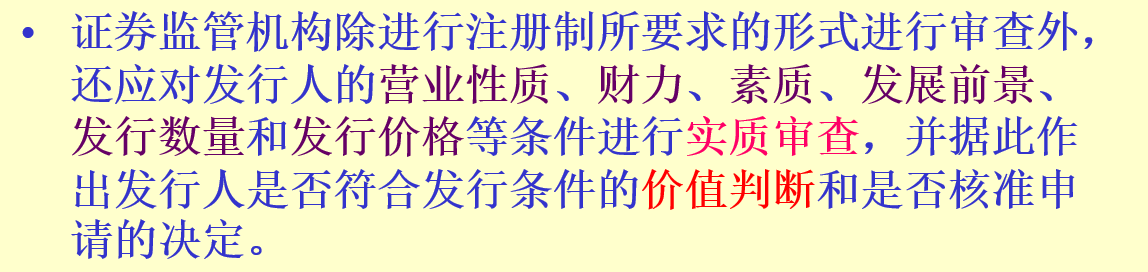 • 证券监管机构除进行注册制所要求的形式进行审查外，
还应对发行人的营业性质、财力、素质、发展前景、
发行数量和发行价格等条件进行实质审查，并据此作
出发行人是否符合发行条件的价值判断和是否核准申
请的决定。